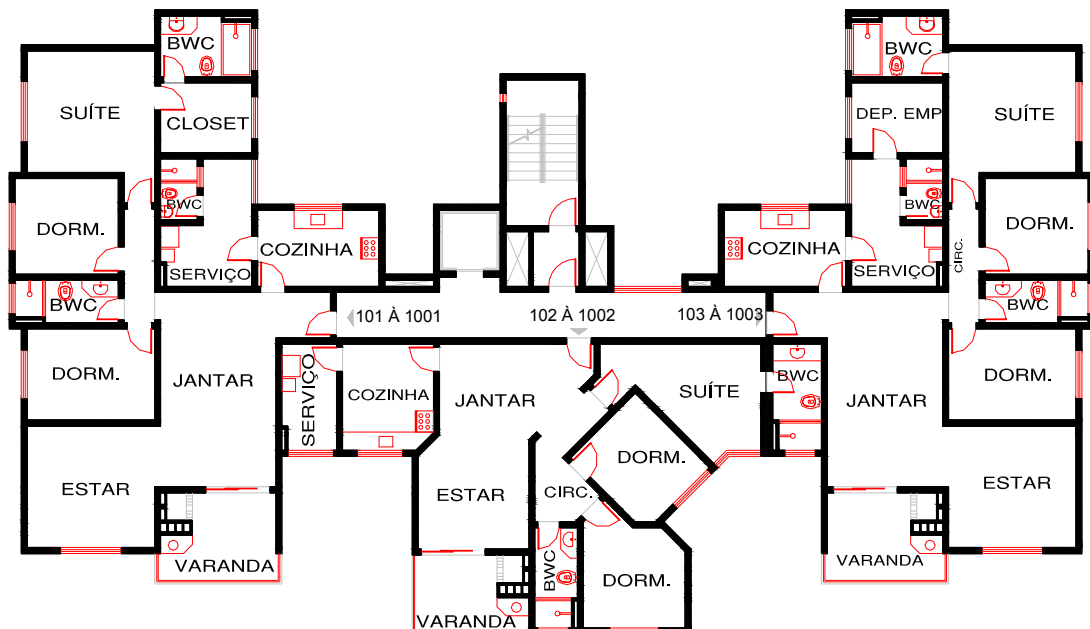 BWC
BWC
SUÍTE
CLOSET
DEP. EMP
SUÍTE
BWC
BWC
DORM.
DORM.
COZINHA
COZINHA
SERVIÇO
SERVIÇO
CIRC.
BWC
BWC
101 À 1001
102 À 1002
103 À 1003
DORM.
JANTAR
SERVIÇO
COZINHA
JANTAR
SUÍTE
BWC
JANTAR
DORM.
DORM.
ESTAR
ESTAR
CIRC.
ESTAR
VARANDA
BWC
DORM.
VARANDA
VARANDA